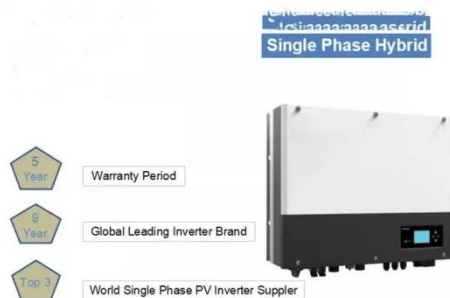 Single Phase Hybrid
5
Year
Warranty Period
9
Year
Global Leading Inverter Brand
Top 3
World Single Phase PV Inverter Suppler